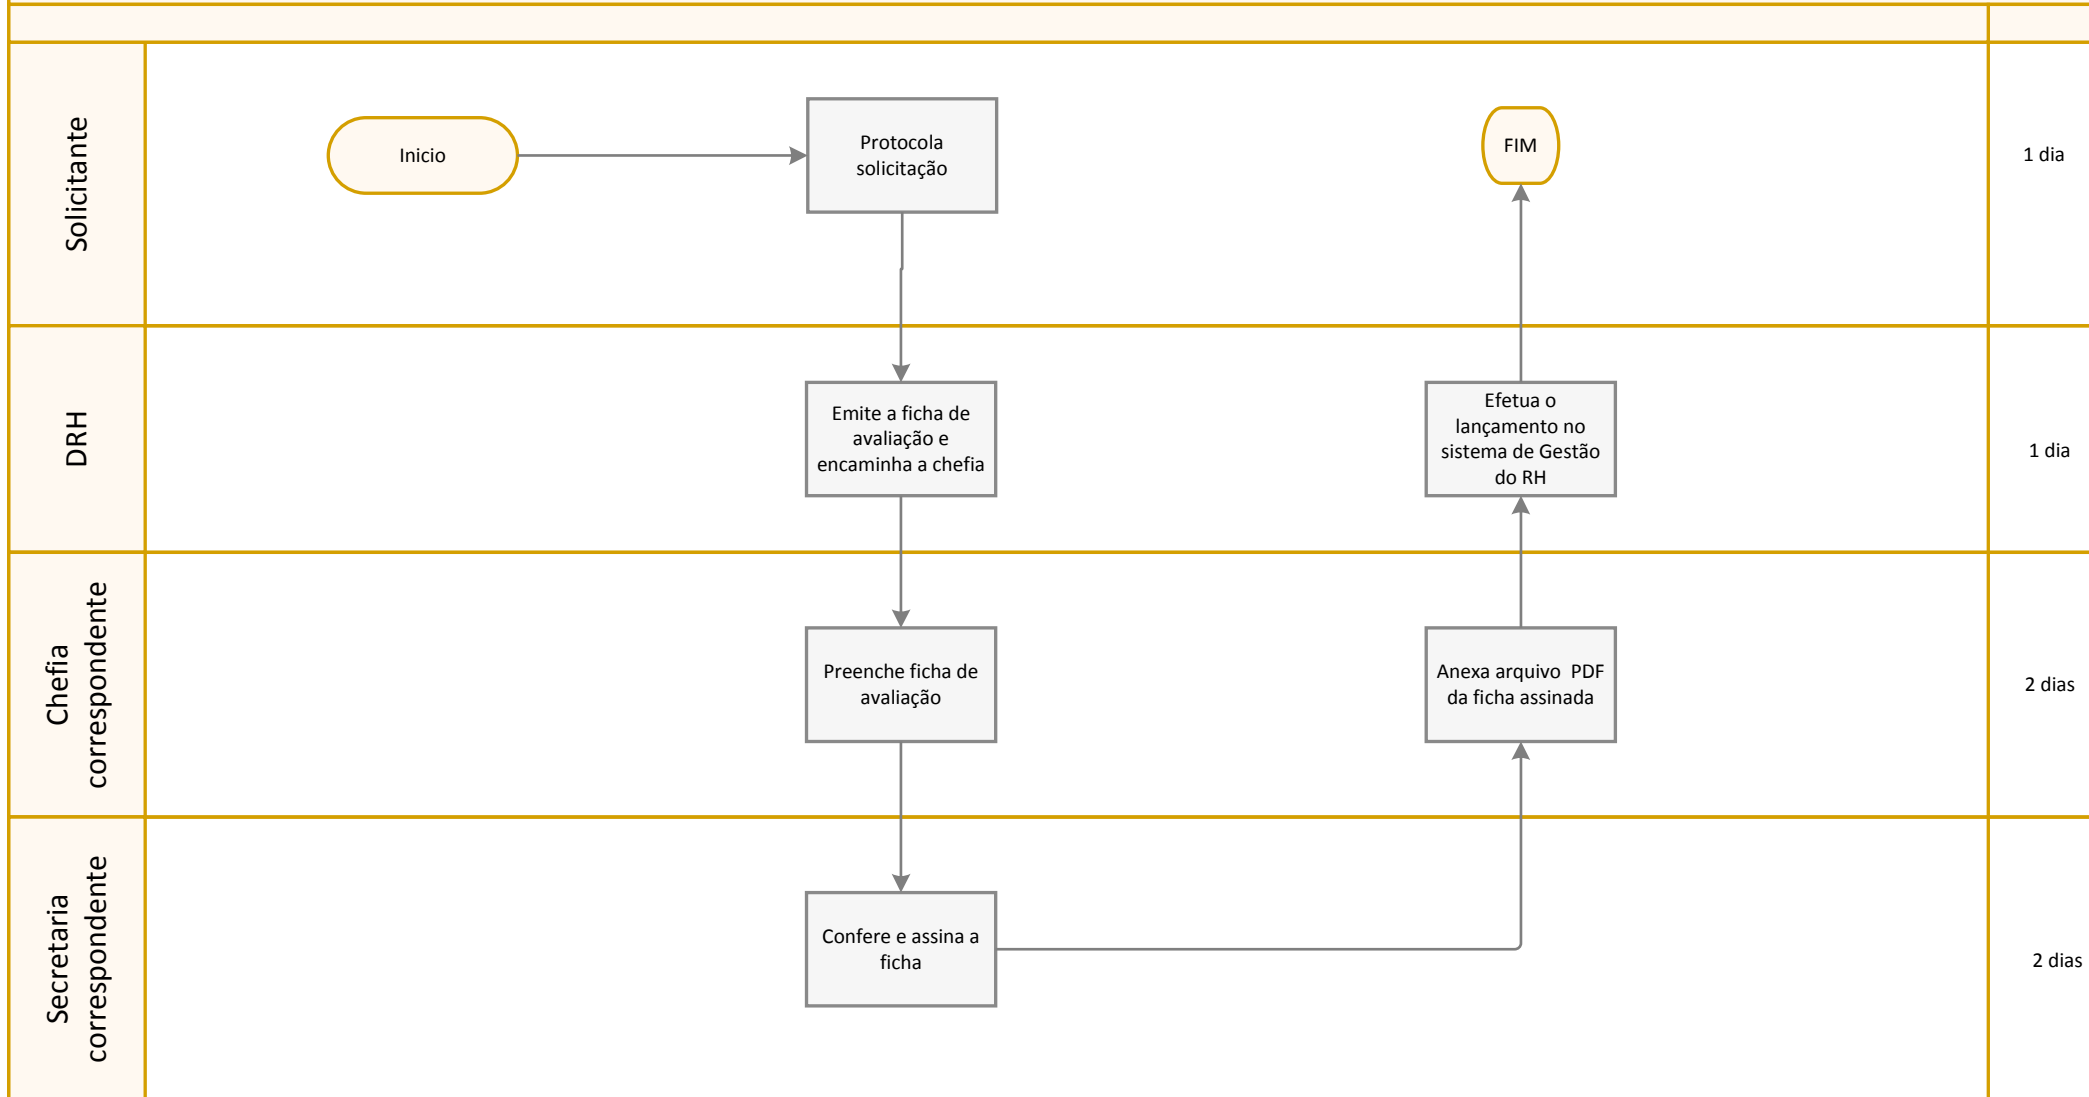 Solicitante
Inicio
Protocola
solicitação
FIM
1 dia
DRH
Emite a ficha de
avaliação e
encaminha a chefia
Efetua o
lançamento no
sistema de Gestão
do RH
1 dia
Chefia
correspondente
Preenche ficha de
avaliação
Anexa arquivo  PDF
da ficha assinada
2 dias
Secretaria
correspondente
Confere e assina a
ficha
2 dias